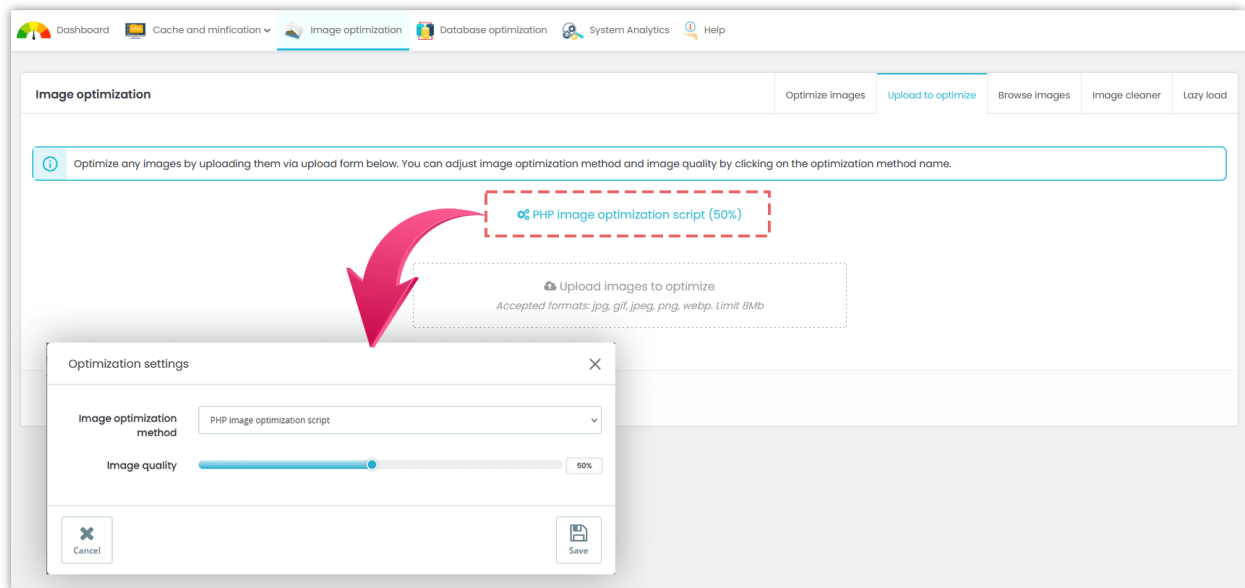 Dashboard
Cache and minfication
Image optimization
Database optimization
System Analytics
Help
Image optimization
Optimize images
Upload to optimize
Browse images
Image cleaner
Lazy load
Optimize any images by uploading them via upload form below. You can adjust image optimization method and image quality by clicking on the optimization method name.
PHP image optimization script (50%)
Upload images to optimize
Accepted formats: jpg, gif, jpeg, png, webp. Limit 8Mb
Optimization settings
Image optimization
method
PHP image optimization script
Image quality
50%
Cancel
Save